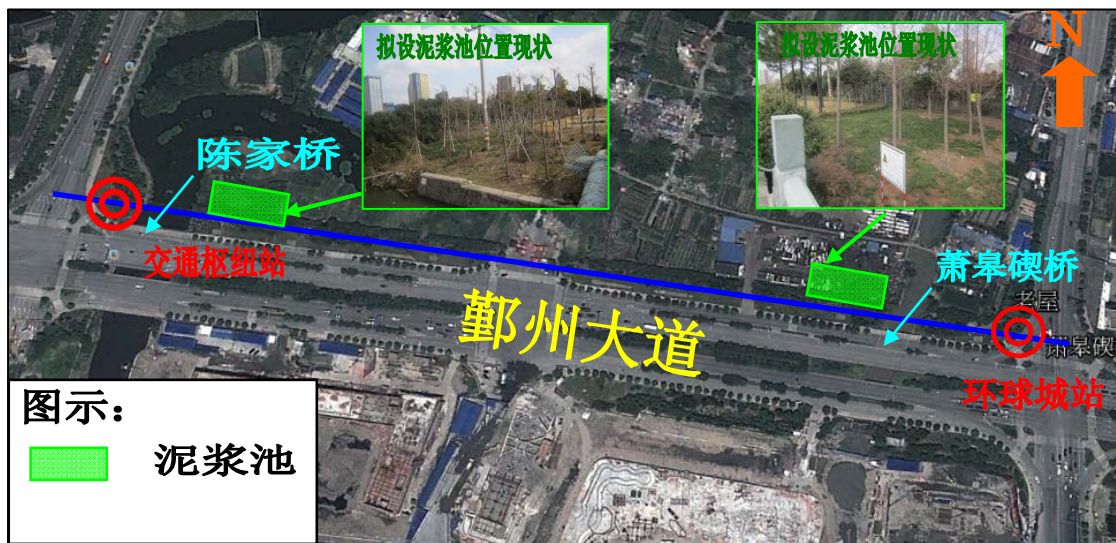 拟设泥浆池位置现状
拟设泥浆池位置现状
N
陈家桥
交通枢纽站
萧皋碶桥
老屋
萧皋碶
鄞州大道
环球城站
图示：
泥浆池